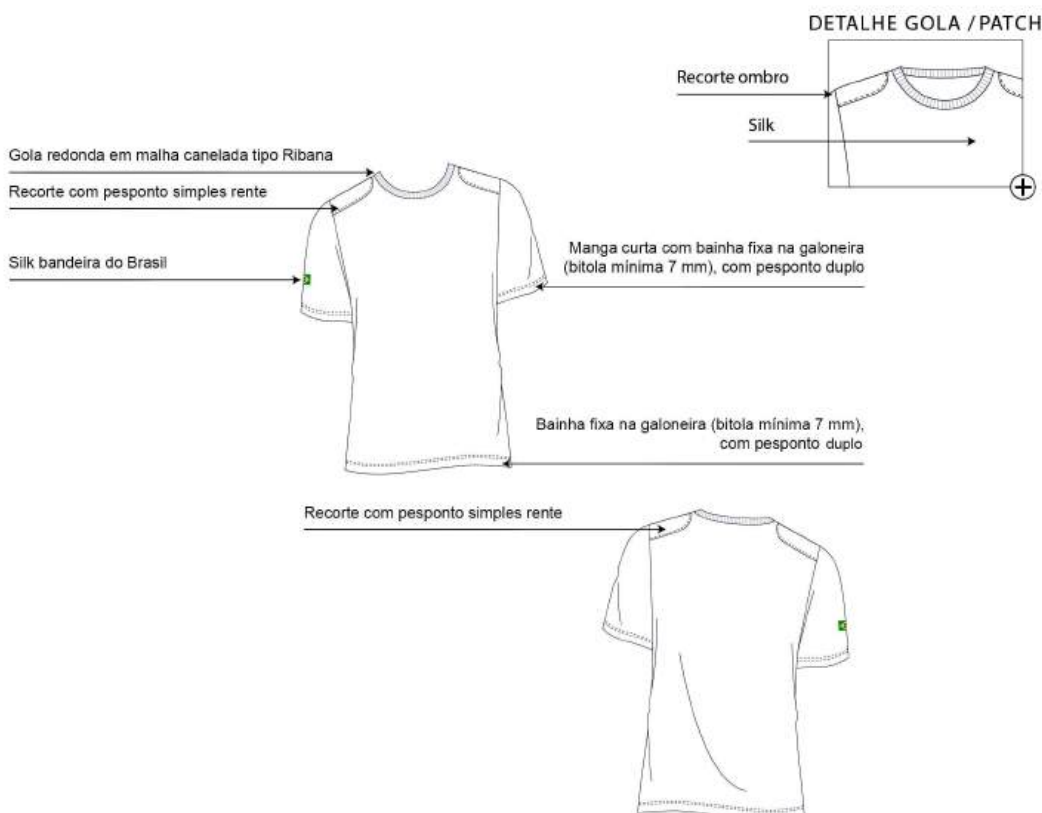 DETALHE GOLA / PATCH
Recorte ombro
Silk
Gola redonda em malha canelada tipo Ribana
Recorte com pesponto simples rente
Silk bandeira do Brasil
Manga curta com bainha fixa na galoneira
(bitola mínima 7 mm), com pesponto duplo
Bainha fixa na galoneira (bitola mínima 7 mm),
com pesponto duplo
Recorte com pesponto simples rente